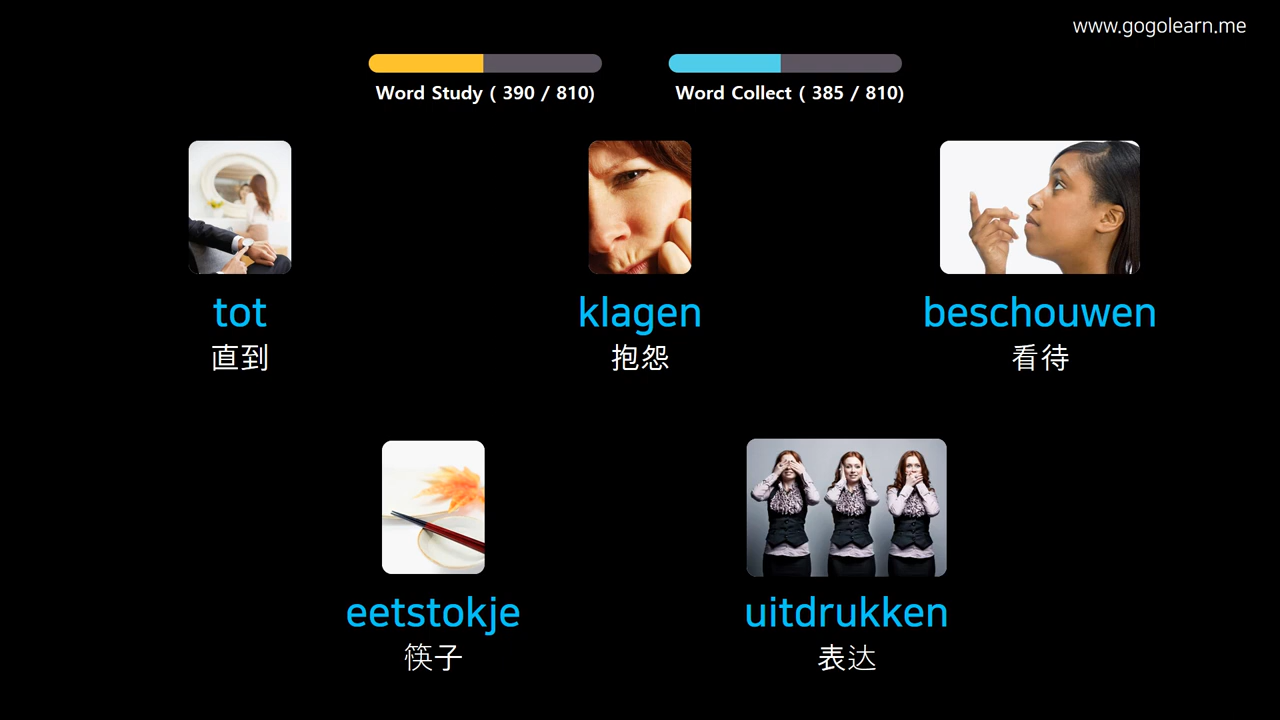 www.gogolearn.me
Word Study ( 390 / 810)
Word Collect ( 385 / 810)
tot
直到
klagen
抱怨
beschouwen
看待
eetstokje
筷子
uitdrukken
表达